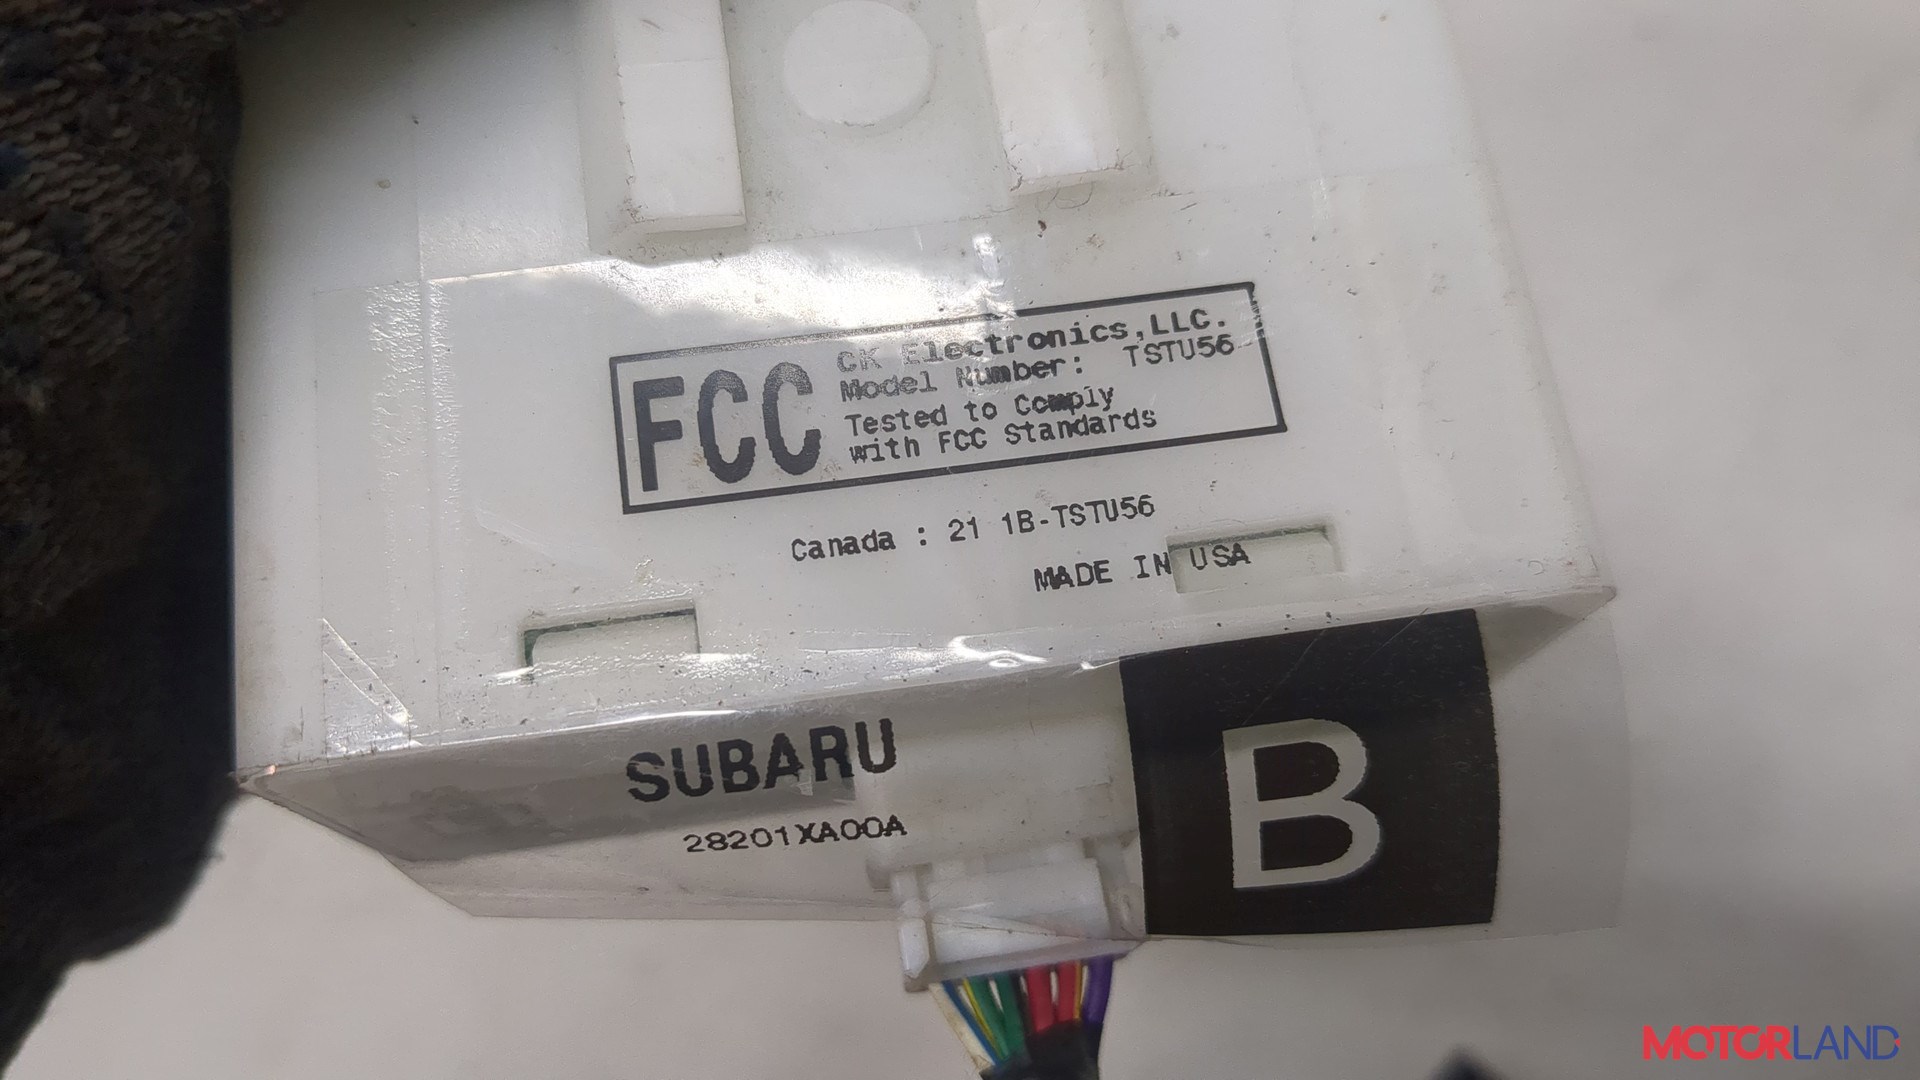 FCC
CK Electronics,LLC.
Model Number: TSTU56
Tested to Comply
with FCC Standards
Canada : 21 1B-TSTU56
MADE IN USA
SUBARU
28201XA00A
B
MOTORLAND